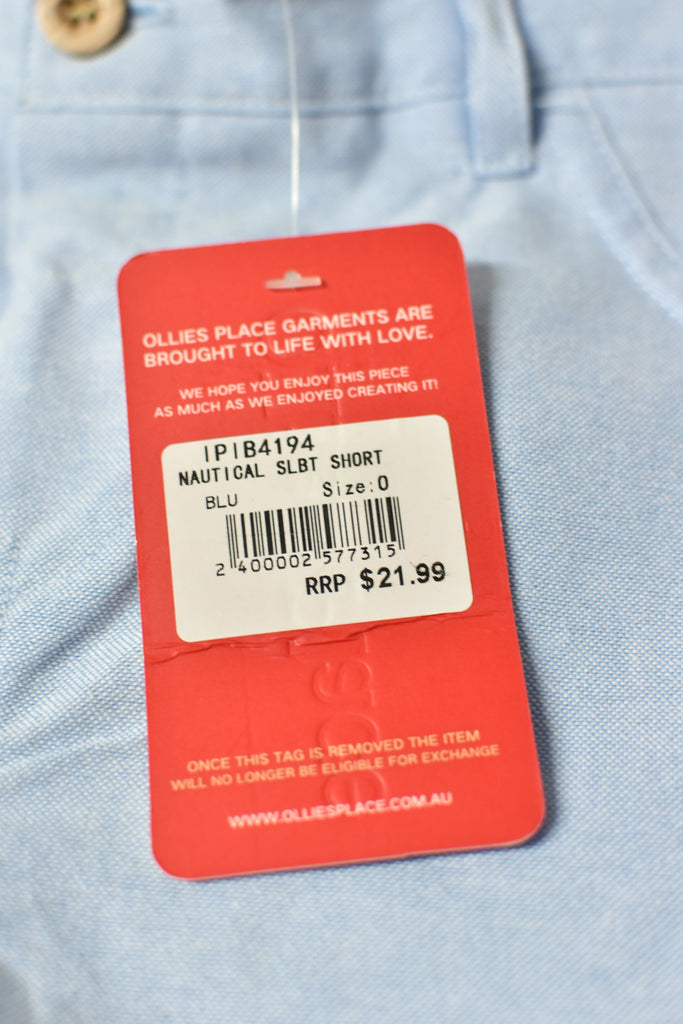 OLLIES PLACE GARMENTS ARE
BROUGHT TO LIFE WITH LOVE.
WE HOPE YOU ENJOY THIS PIECE
AS MUCH AS WE ENJOYED CREATING IT!
|P|B4194
NAUTICAL SLBT SHORT
BLU Size:0
2 400002 577315
RRP $21.99
ONCE THIS TAG IS REMOVED THE ITEM
WILL NO LONGER BE ELIGIBLE FOR EXCHANGE
WWW.OLLIESPLACE.COM.AU